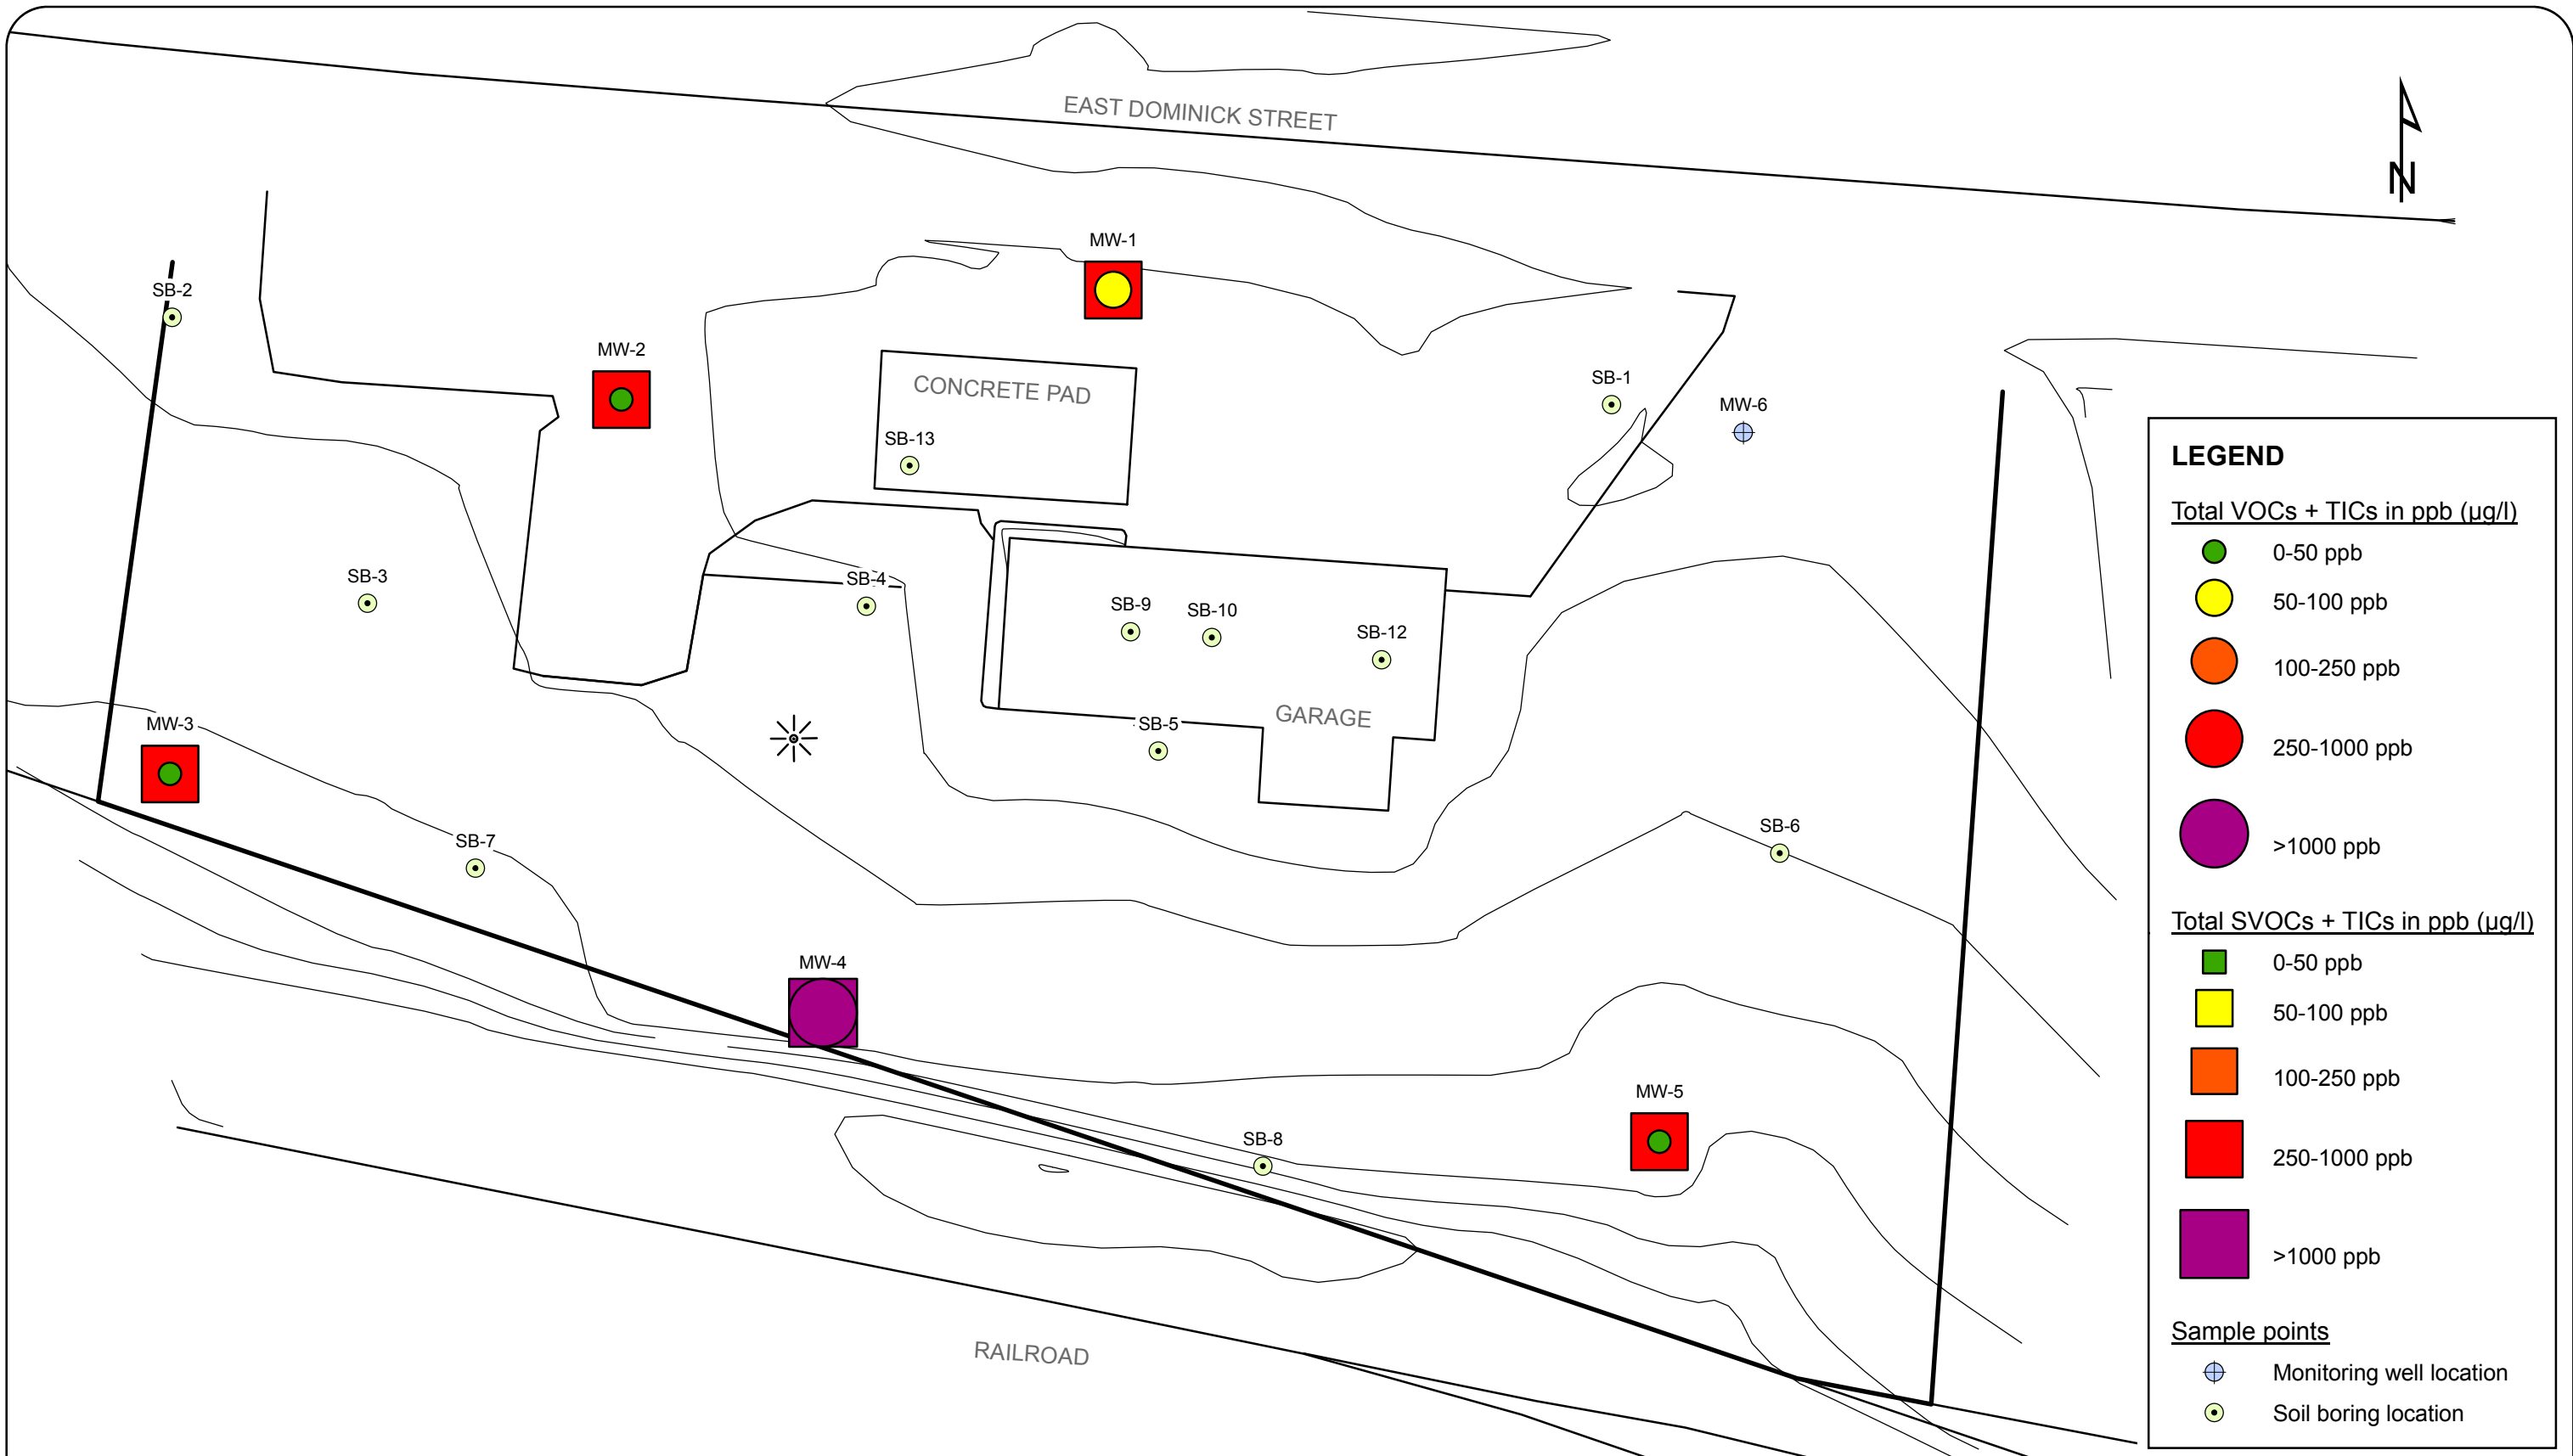 EAST DOMINICK STREET
N
MW-1
SB-2
MW-2
CONCRETE PAD
SB-1
MW-6
SB-13
SB-3
SB-4
SB-9
SB-10
SB-12
MW-3
SB-5
GARAGE
SB-7
SB-6
MW-4
MW-5
SB-8
RAILROAD
LEGEND
Total VOCs + TICs in ppb (µg/l)
0-50 ppb
50-100 ppb
100-250 ppb
250-1000 ppb
>1000 ppb
Total SVOCs + TICs in ppb (µg/l)
0-50 ppb
50-100 ppb
100-250 ppb
250-1000 ppb
>1000 ppb
Sample points
Monitoring well location
Soil boring location